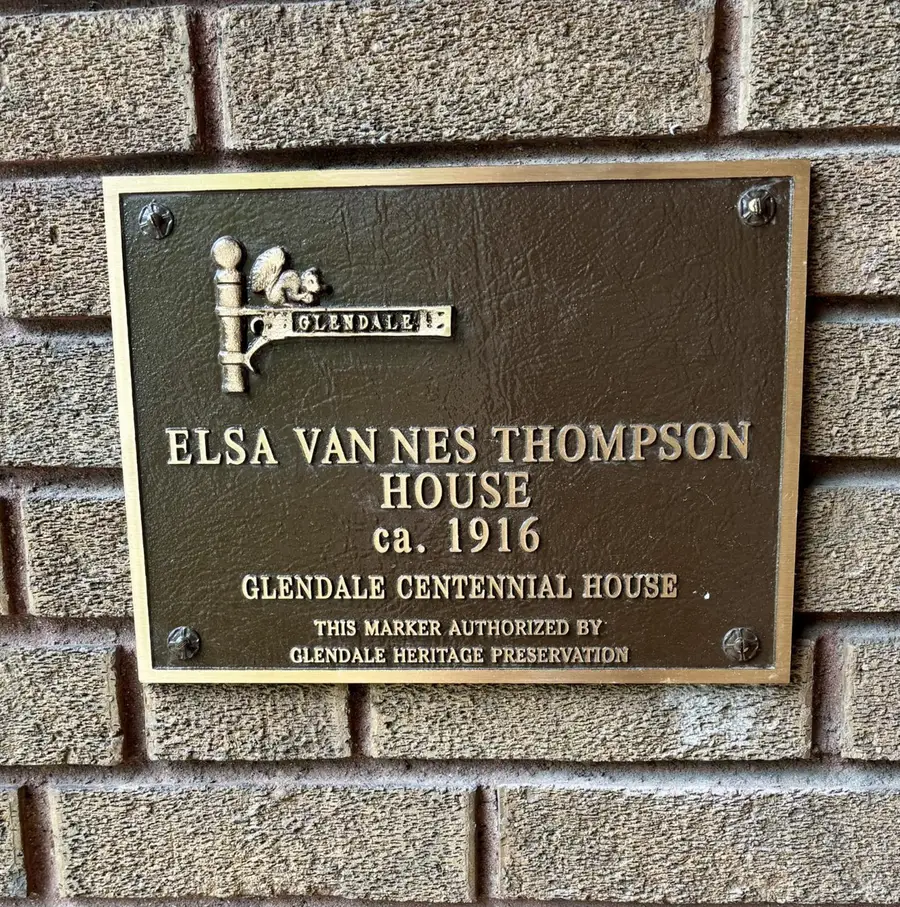 GLENDALE
ELSA VAN NES THOMPSON
HOUSE
ca. 1916
GLENDALE CENTENNIAL HOUSE
THIS MARKER AUTHORIZED BY
GLENDALE HERITAGE PRESERVATION